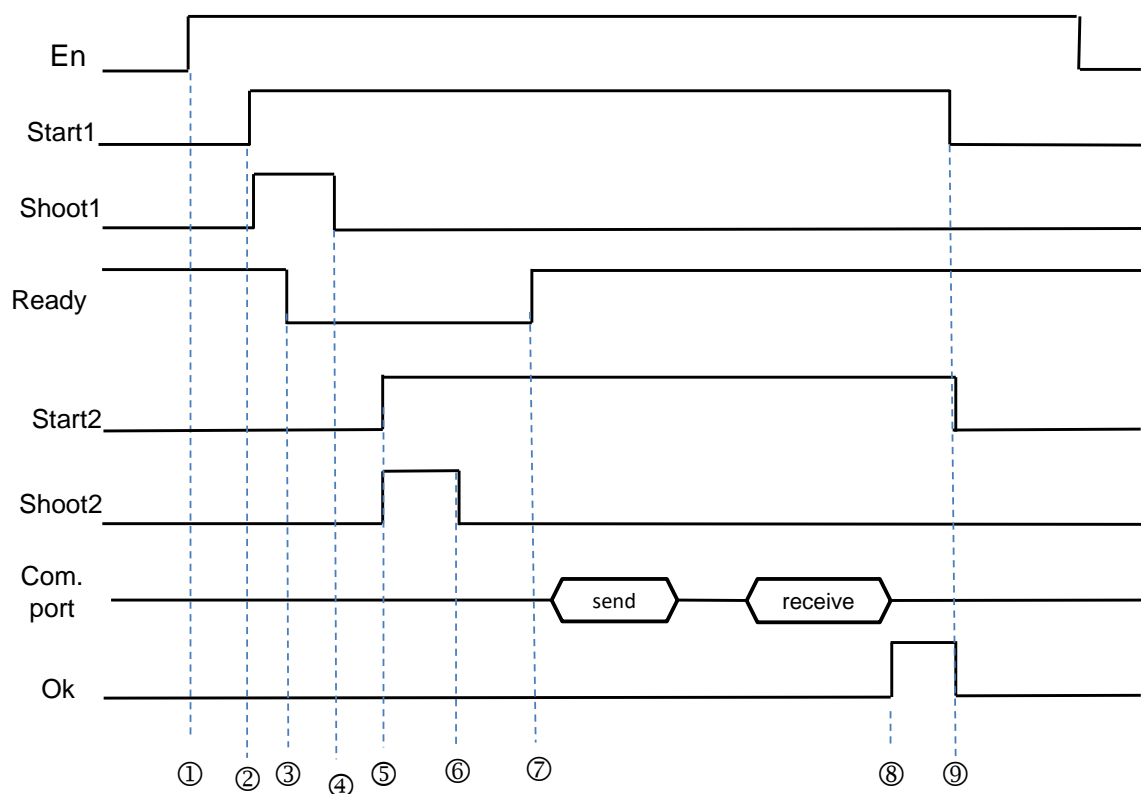 En
Start1
Shoot1
Ready
Start2
Shoot2
Com.
port
send
receive
Ok
① ② ③ ④ ⑤ ⑥ ⑦ ⑧ ⑨